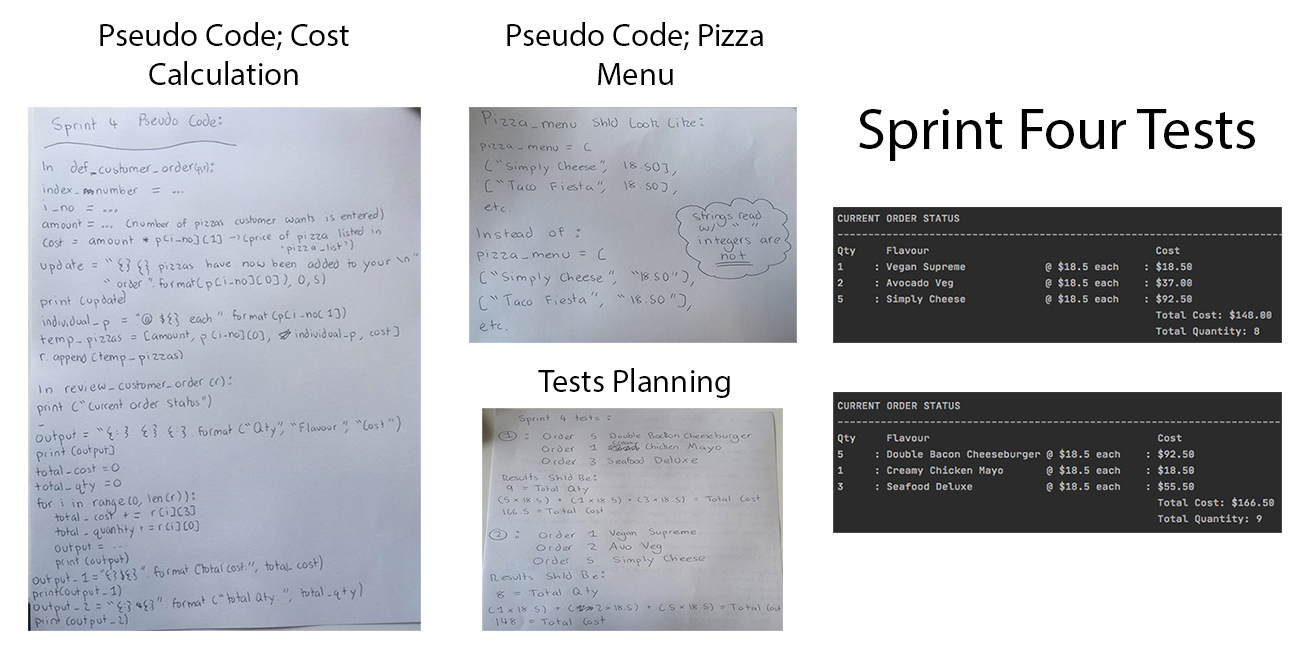 Pseudo Code; Cost
Calculation
Sprint 4 Pseudo Code:
In def_customer_order(p,r):
index_number = ...
i_no = ...
amount = ... (number of pizzas customer wants is entered)
cost = amount * p[i-no][1] → (price of pizza listed in
'pizza_list')
update = "{} {} pizzas have now been added to your \n"
"order".format(p[i-no][0]), 0, s)
print (update)
individual_p = "@ ${} each". format (p[i-no[1])
temp_pizzas = [amount, p[i-no][0], individual_p, cost]
r. append (temp_pizzas)
In review_customer_order (r):
print ("Current Order Status")
-
output = "{:} {} {:} format ("Qty", "Flavour", "Cost")
print (output)
total_cost = 0
total_qty = 0
for i in range(0, len(r)):
total_cost += r[i][3]
total_quantity += r[i][0]
output = ...
print (output)
output_1 = "{}${}". format (total cost:", total_cost)
print(output_1)
output_2 = "{:} {}" format ("total Qty:", total_qty)
print (output_2)
Pseudo Code; Pizza
Menu
Pizza_menu Shld Look Like:
pizza_menu = [
["Simply Cheese", 18.50],
["Taco Fiesta", 18.50],
etc.
Instead of:
pizza_menu = [
["Simply Cheese", "18.50"],
["Taco Fiesta", "18.50"],
etc.
Strings read
w/ " "
integers are
not
Tests Planning
Sprint 4 tests:
①: Order 5 Double Bacon Cheeseburger
Order 1 Creamy Chicken Mayo
Order 3 Seafood Deluxe
Results Shld Be:
9 = Total Qty
(5 x 18.5) + (1 x 18.5) + (3 x 18.5) = Total Cost
166.5 = Total Cost
②: Order 1 Vegan Supreme
Order 2 Avo Veg
Order 5 Simply Cheese
Results Shld Be:
8 = Total Qty
(1 x 18.5) + (2 x 18.5) + (5 x 18.5) = Total Cost
148 = Total Cost
Sprint Four Tests
CURRENT ORDER STATUS
Qty Flavour Cost
1 : Vegan Supreme @ $18.5 each : $18.50
2 : Avocado Veg @ $18.5 each : $37.00
5 : Simply Cheese @ $18.5 each : $92.50
Total Cost: $148.00
Total Quantity: 8
CURRENT ORDER STATUS
Qty Flavour Cost
5 : Double Bacon Cheeseburger @ $18.5 each : $92.50
1 : Creamy Chicken Mayo @ $18.5 each : $18.50
3 : Seafood Deluxe @ $18.5 each : $55.50
Total Cost: $166.50
Total Quantity: 9